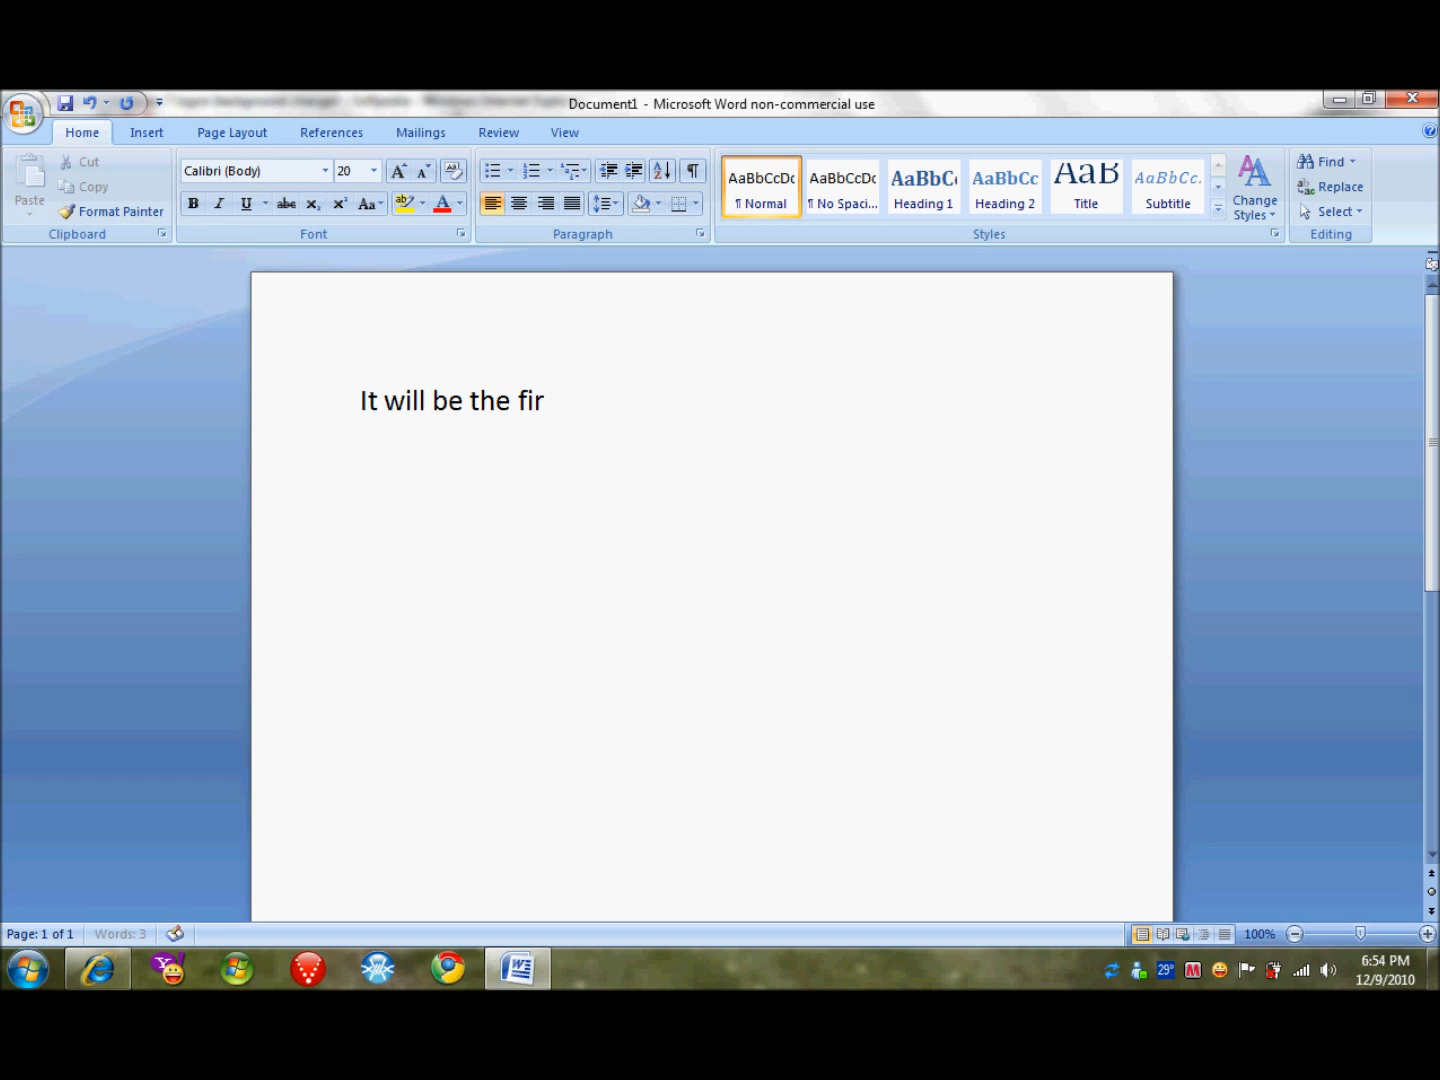 Document1 - Microsoft Word non-commercial use
Home Insert Page Layout References Mailings Review View
Paste
Cut
Copy
Format Painter
Clipboard
Calibri (Body) 20
Font
Paragraph
AaBbCcDc AaBbCcDc AaBbC AaBbCc AaB AaBbCc.
¶ Normal ¶ No Spaci... Heading 1 Heading 2 Title Subtitle
Change
Styles
Styles
Find
Replace
Select
Editing
It will be the fir
Page: 1 of 1 Words: 3 100%
29° 6:54 PM
12/9/2010